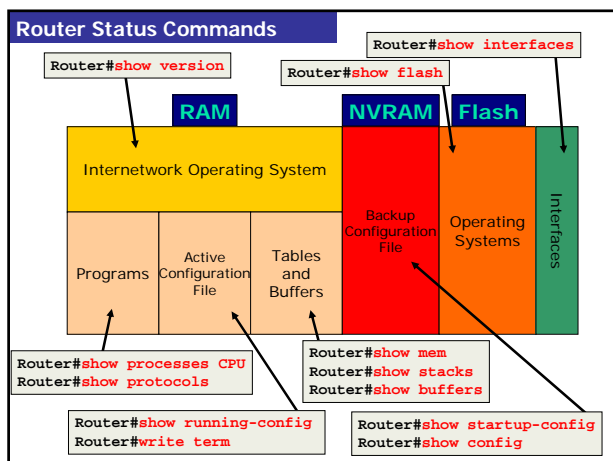 Router Status Commands
Router#show interfaces
Router#show version
Router#show flash
RAM
NVRAM
Flash
Internetwork Operating System
Programs
Active
Configuration
File
Tables
and
Buffers
Backup
Configuration
File
Operating
Systems
Interfaces
Router#show processes CPU
Router#show protocols
Router#show mem
Router#show stacks
Router#show buffers
Router#show running-config
Router#write term
Router#show startup-config
Router#show config